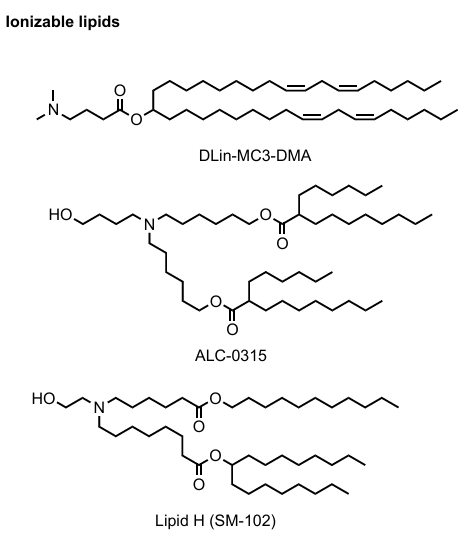 Ionizable lipids
O
N
O
DLin-MC3-DMA
HO
N
O
O
O
O
ALC-0315
HO
N
O
O
O
O
Lipid H (SM-102)